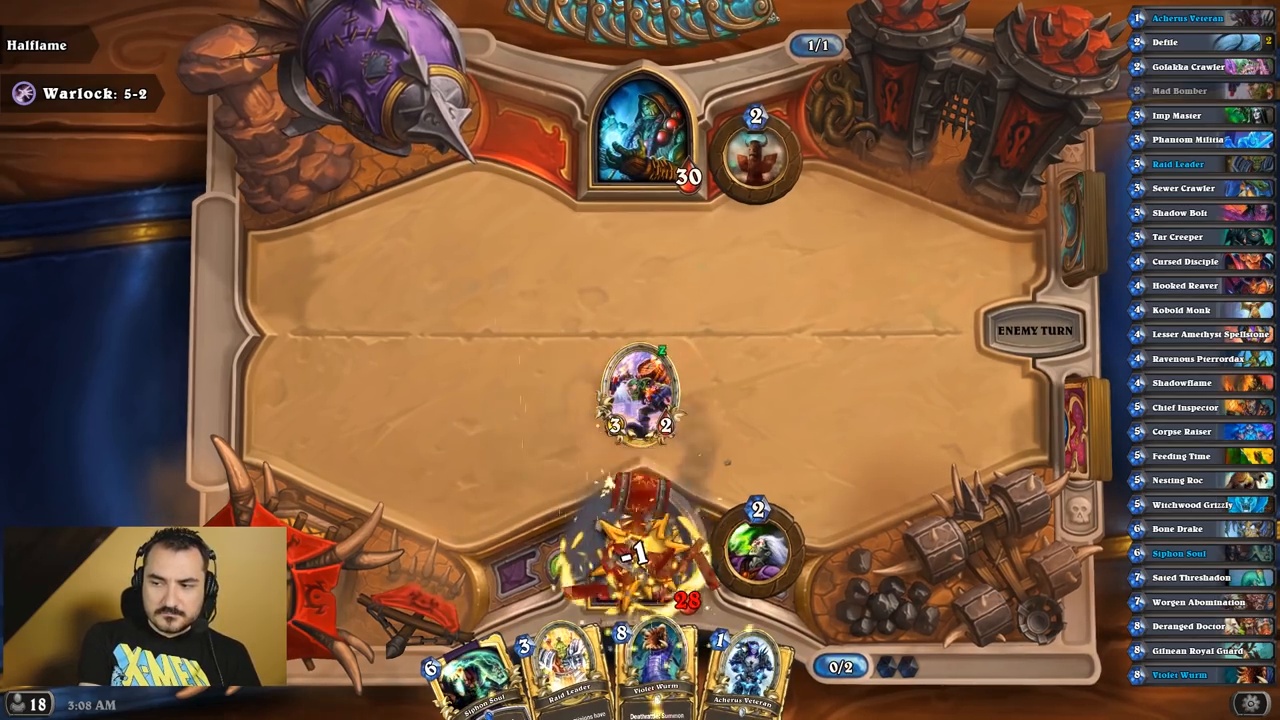 Halflame
Warlock: 5-2
1/1
2
30
ENEMY TURN
z
3
2
-1
28
2
6
Siphon Soul
3
Raid Leader
8
Violet Wurm
Deathrattle: Summon
1
Acherus Veteran
0/2
X-MEN
18
3:08 AM
1 Acherus Veteran
2 Defile 2
2 Golakka Crawler
2 Mad Bomber
3 Imp Master
3 Phantom Militia
3 Raid Leader
3 Sewer Crawler
3 Shadow Bolt
3 Tar Creeper
4 Cursed Disciple
4 Hooked Reaver
4 Kobold Monk
4 Lesser Amethyst Spellstone
4 Ravenous Pterrordax
4 Shadowflame
5 Chief Inspector
5 Corpse Raiser
5 Feeding Time
5 Nesting Roc
5 Witchwood Grizzly
6 Bone Drake
6 Siphon Soul
7 Sated Threshadon
7 Worgen Abomination
8 Deranged Doctor
8 Gilnean Royal Guard
8 Violet Wurm